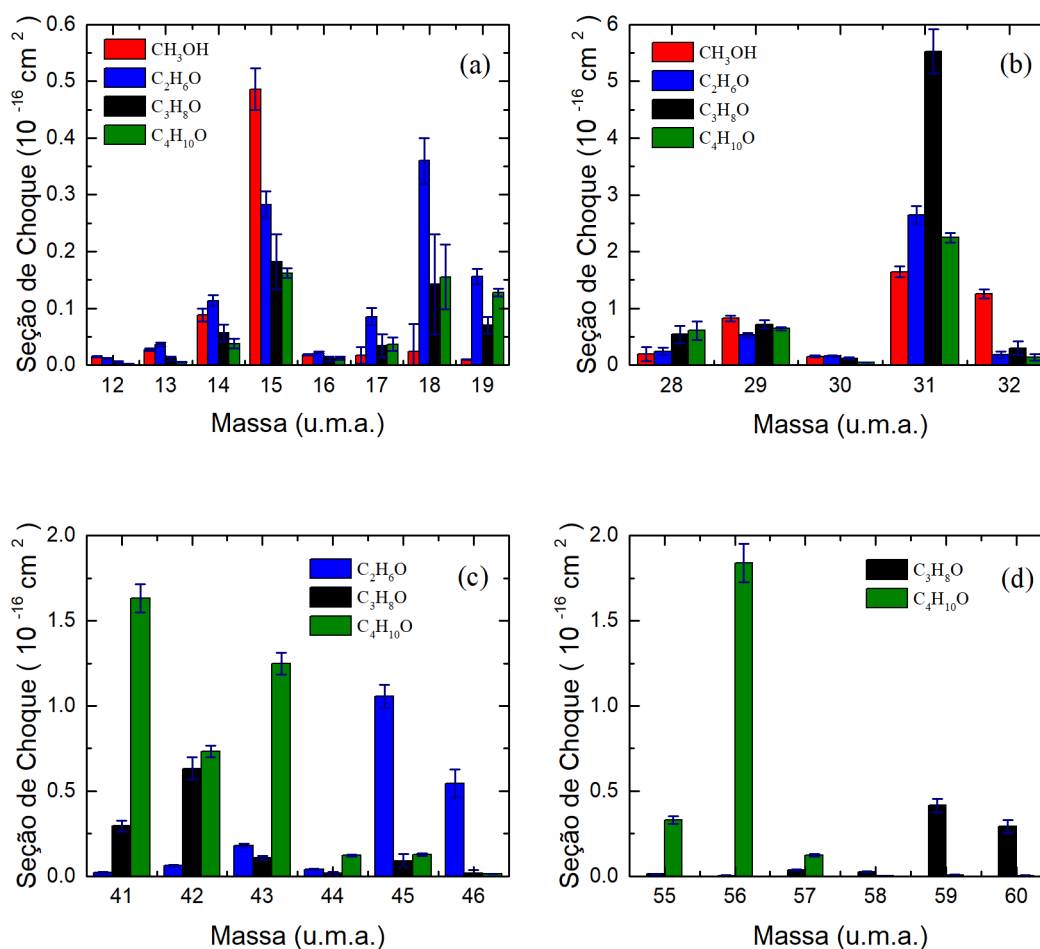 (a)
CH3OH
C2H6O
C3H8O
C4H10O
Seção de Choque (10 -16 cm 2 )
0.5
0.4
0.3
0.2
0.1
0.0
12 13 14 15 16 17 18 19
Massa (u.m.a.)
(b)
CH3OH
C2H6O
C3H8O
C4H10O
Seção de Choque (10 -16 cm 2 )
6
5
4
3
2
1
0
28 29 30 31 32
Massa (u.m.a.)
(c)
C2H6O
C3H8O
C4H10O
Seção de Choque ( 10 -16 cm 2 )
2.0
1.5
1.0
0.5
0.0
41 42 43 44 45 46
Massa (u.m.a.)
(d)
C3H8O
C4H10O
Seção de Choque ( 10 -16 cm 2 )
2.0
1.5
1.0
0.5
0.0
55 56 57 58 59 60
Massa (u.m.a.)